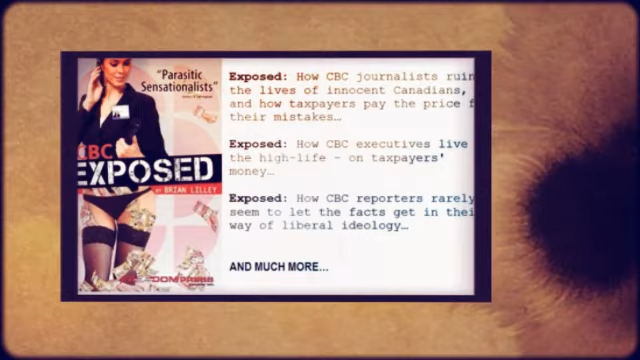 "Parasitic
Sensationalists"
CBC
EXPOSED
BY BRIAN LILLEY
Exposed: How CBC journalists ruin
the lives of innocent Canadians,
and how taxpayers pay the price f
their mistakes…
Exposed: How CBC executives live
the high-life - on taxpayers'
money…
Exposed: How CBC reporters rarely
seem to let the facts get in thei
way of liberal ideology…
AND MUCH MORE...